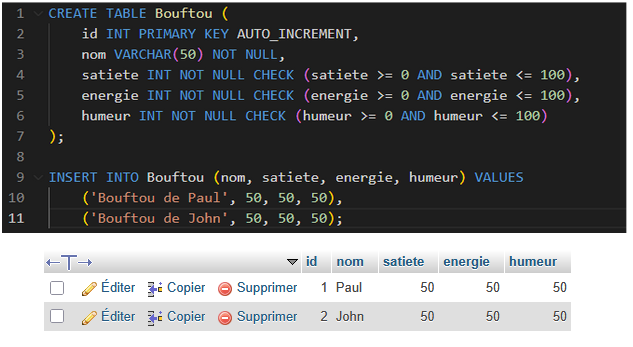 1 CREATE TABLE Bouftou (
2 id INT PRIMARY KEY AUTO_INCREMENT,
3 nom VARCHAR(50) NOT NULL,
4 satiete INT NOT NULL CHECK (satiete >= 0 AND satiete <= 100),
5 energie INT NOT NULL CHECK (energie >= 0 AND energie <= 100),
6 humeur INT NOT NULL CHECK (humeur >= 0 AND humeur <= 100)
7 );
8
9 INSERT INTO Bouftou (nom, satiete, energie, humeur) VALUES
10 ('Bouftou de Paul', 50, 50, 50),
11 ('Bouftou de John', 50, 50, 50);
id nom satiete energie humeur
Éditer Copier Supprimer 1 Paul 50 50 50
Éditer Copier Supprimer 2 John 50 50 50